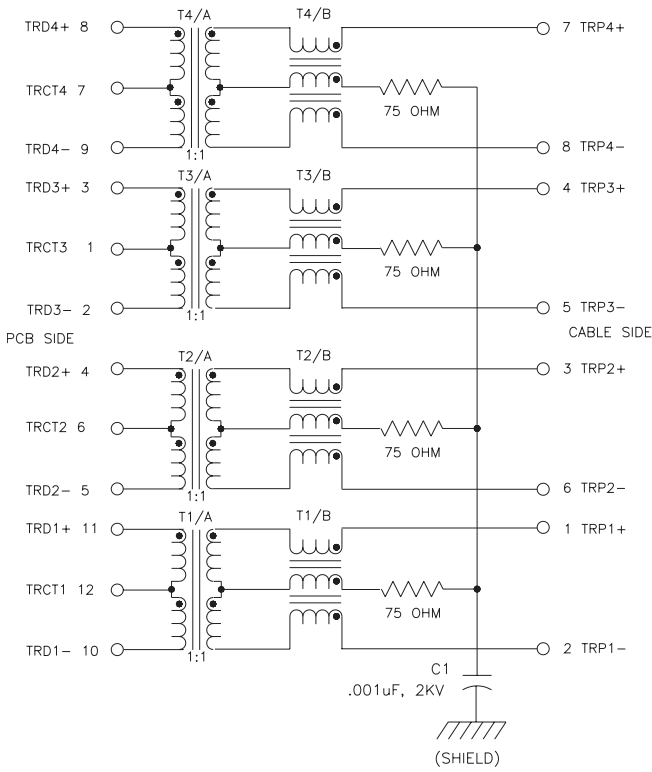 T4/A T4/B
TRD4+ 8 7 TRP4+
TRCT4 7
75 OHM
TRD4- 9 8 TRP4-
1:1
T3/A T3/B
TRD3+ 3 4 TRP3+
TRCT3 1
75 OHM
TRD3- 2 5 TRP3-
1:1
PCB SIDE CABLE SIDE
T2/A T2/B
TRD2+ 4 3 TRP2+
TRCT2 6
75 OHM
TRD2- 5 6 TRP2-
1:1
T1/A T1/B
TRD1+ 11 1 TRP1+
TRCT1 12
75 OHM
TRD1- 10 2 TRP1-
1:1
C1
.001uF, 2KV
(SHIELD)